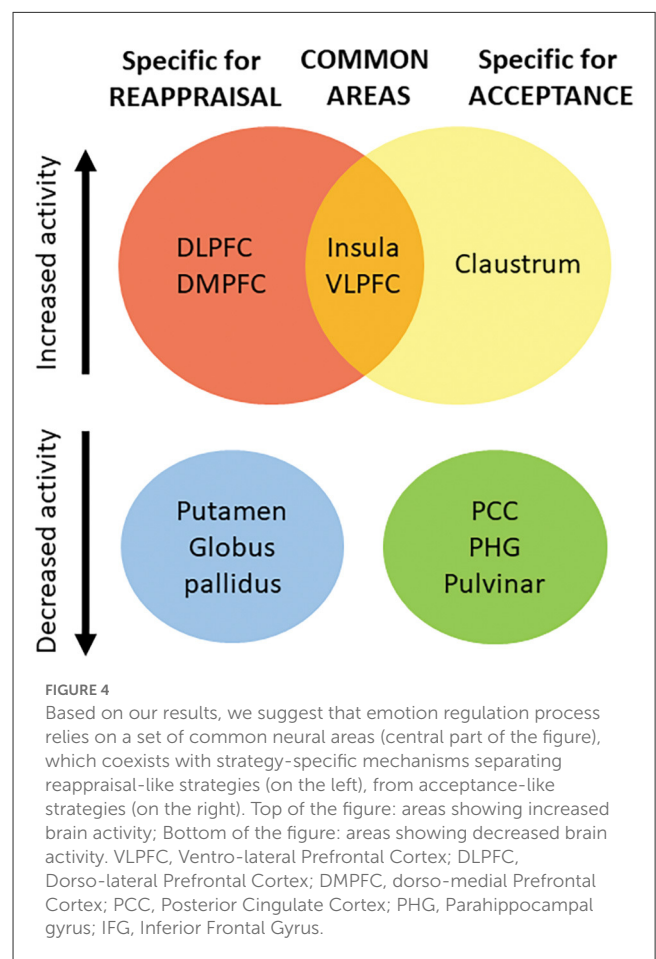 Specific for REAPPRAISAL
COMMON AREAS
Specific for ACCEPTANCE
Increased activity
DLPFC
DMPFC
Insula
VLPFC
Claustrum
Decreased activity
Putamen
Globus
pallidus
PCC
PHG
Pulvinar
FIGURE 4
Based on our results, we suggest that emotion regulation process
relies on a set of common neural areas (central part of the figure),
which coexists with strategy-specific mechanisms separating
reappraisal-like strategies (on the left), from acceptance-like
strategies (on the right). Top of the figure: areas showing increased
brain activity; Bottom of the figure: areas showing decreased brain
activity. VLPFC, Ventro-lateral Prefrontal Cortex; DLPFC,
Dorso-lateral Prefrontal Cortex; DMPFC, dorso-medial Prefrontal
Cortex; PCC, Posterior Cingulate Cortex; PHG, Parahippocampal
gyrus; IFG, Inferior Frontal Gyrus.